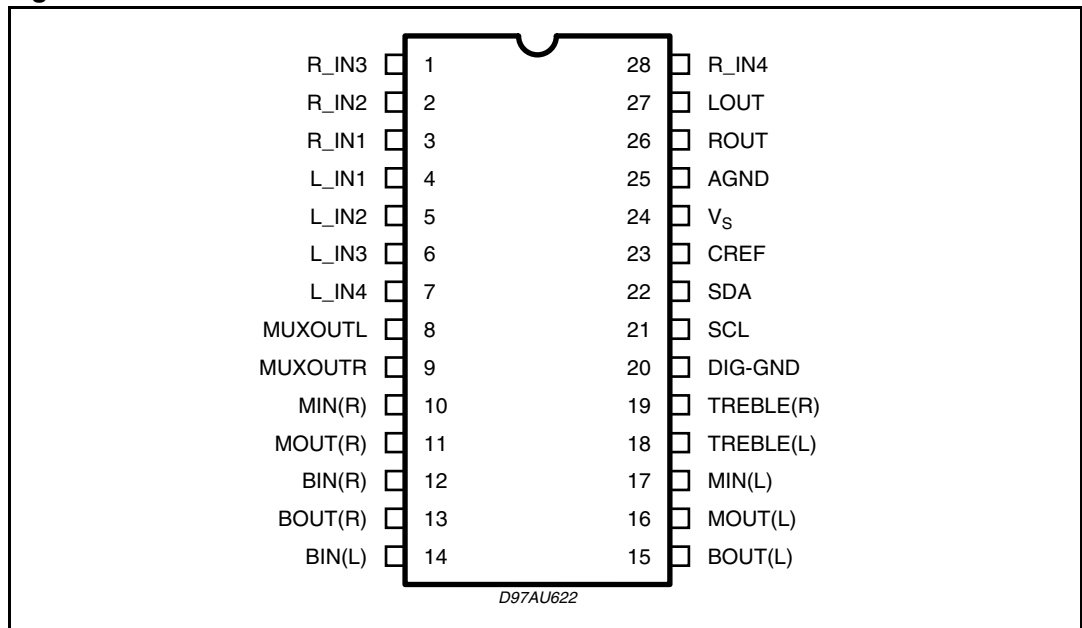 R_IN3 1 28 R_IN4
R_IN2 2 27 LOUT
R_IN1 3 26 ROUT
L_IN1 4 25 AGND
L_IN2 5 24 VS
L_IN3 6 23 CREF
L_IN4 7 22 SDA
MUXOUTL 8 21 SCL
MUXOUTR 9 20 DIG-GND
MIN(R) 10 19 TREBLE(R)
MOUT(R) 11 18 TREBLE(L)
BIN(R) 12 17 MIN(L)
BOUT(R) 13 16 MOUT(L)
BIN(L) 14 15 BOUT(L)
D97AU622